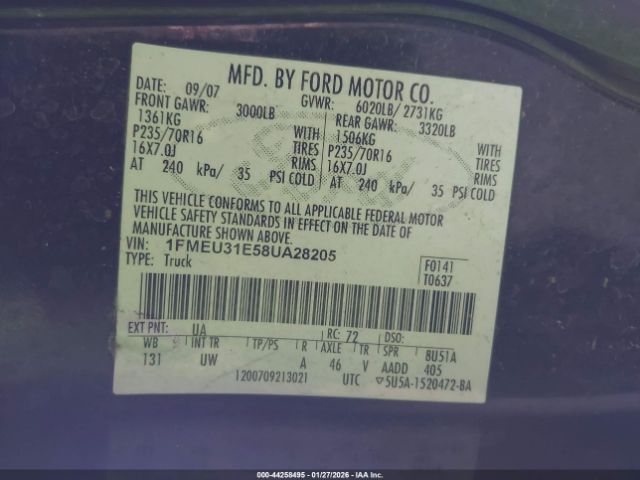 MFD. BY FORD MOTOR CO.
DATE: 09/07 GVWR: 6020LB/ 2731KG
FRONT GAWR: 3000LB REAR GAWR: 3320LB
1361KG WITH 1506KG WITH
P235/70R16 TIRES P235/70R16 TIRES
16X7.0J RIMS 16X7.0J RIMS
AT 240 kPa/ 35 PSI COLD AT 240 kPa/ 35 PSI COLD
THIS VEHICLE CONFORMS TO ALL APPLICABLE FEDERAL MOTOR
VEHICLE SAFETY STANDARDS IN EFFECT ON THE DATE OF
MANUFACTURE SHOWN ABOVE.
VIN: 1FMEU31E58UA28205
TYPE: Truck
F0141
T0637
EXT PNT: UA RC: 72 DSO:
WB INT TR TP/PS R AXLE TR SPR BU51A
131 UW A 46 V AADD 405
1200709213021 UTC ▽5U5A-1520472-BA
000-44258495 - 01/27/2026 - IAA Inc.